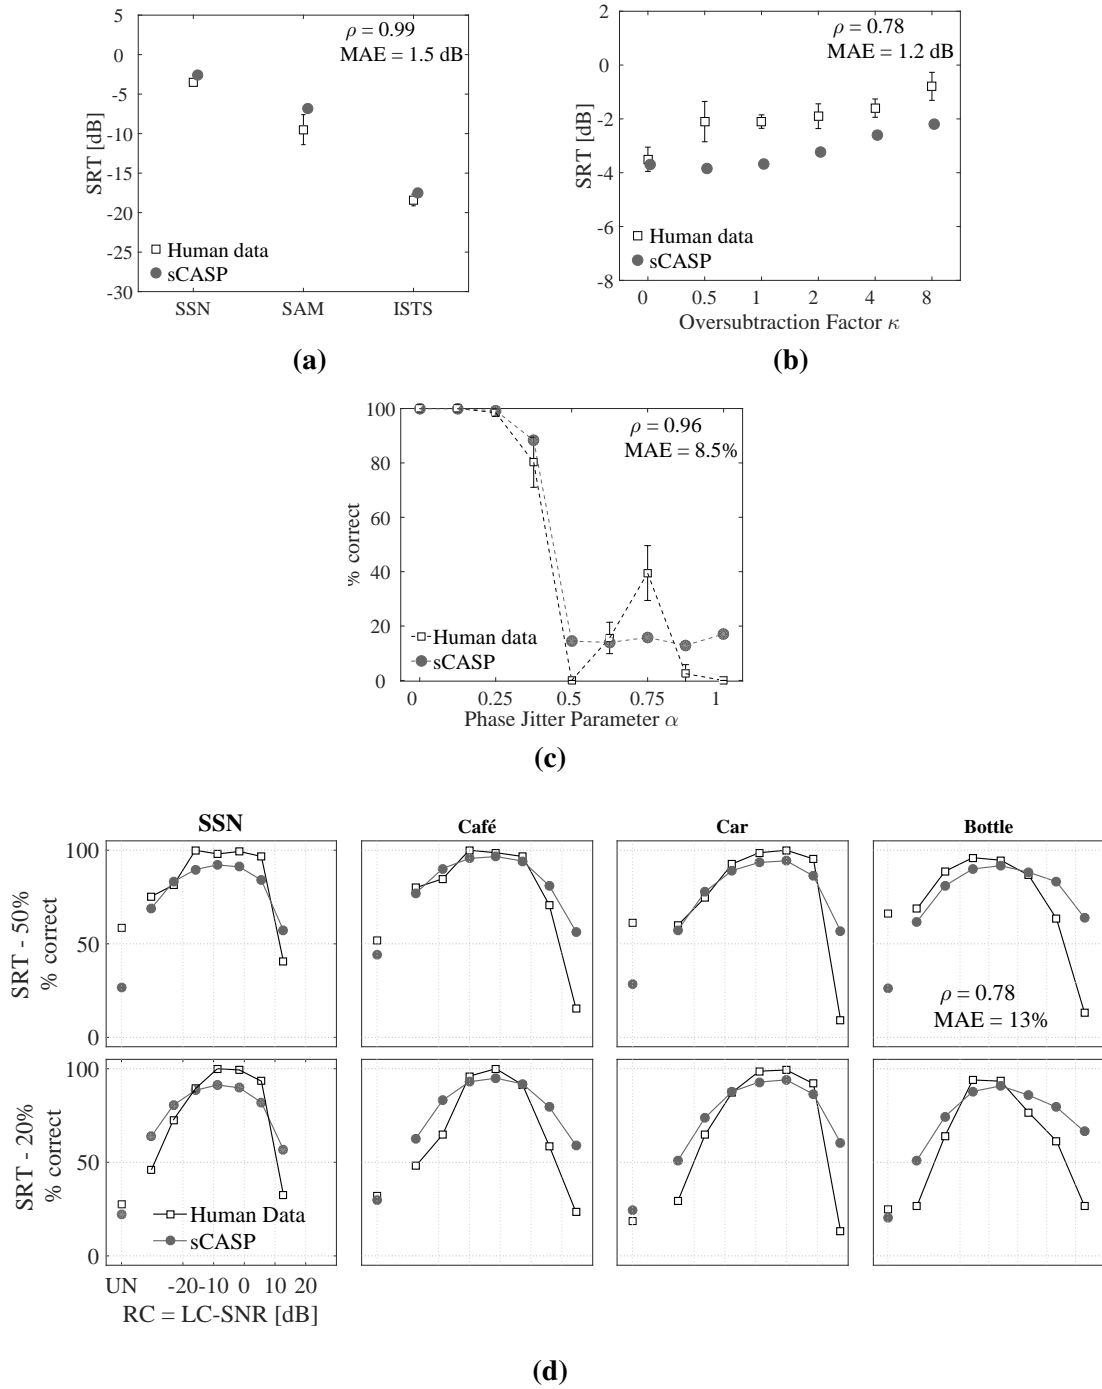 5
0
-5
-10
-15
-20
-25
-30
SRT [dB]
ρ = 0.99
MAE = 1.5 dB
Human data
sCASP
SSN SAM ISTS
(a)
2
0
-2
-4
-6
-8
SRT [dB]
ρ = 0.78
MAE = 1.2 dB
Human data
sCASP
0 0.5 1 2 4 8
Oversubtraction Factor κ
(b)
100
80
60
40
20
0
% correct
ρ = 0.96
MAE = 8.5%
Human data
sCASP
0 0.25 0.5 0.75 1
Phase Jitter Parameter α
(c)
SSN Café Car Bottle
SRT - 50%
% correct
100
50
0
ρ = 0.78
MAE = 13%
SRT - 20%
% correct
100
50
0
Human Data
sCASP
UN -20 -10 0 10 20
RC = LC-SNR [dB]
(d)